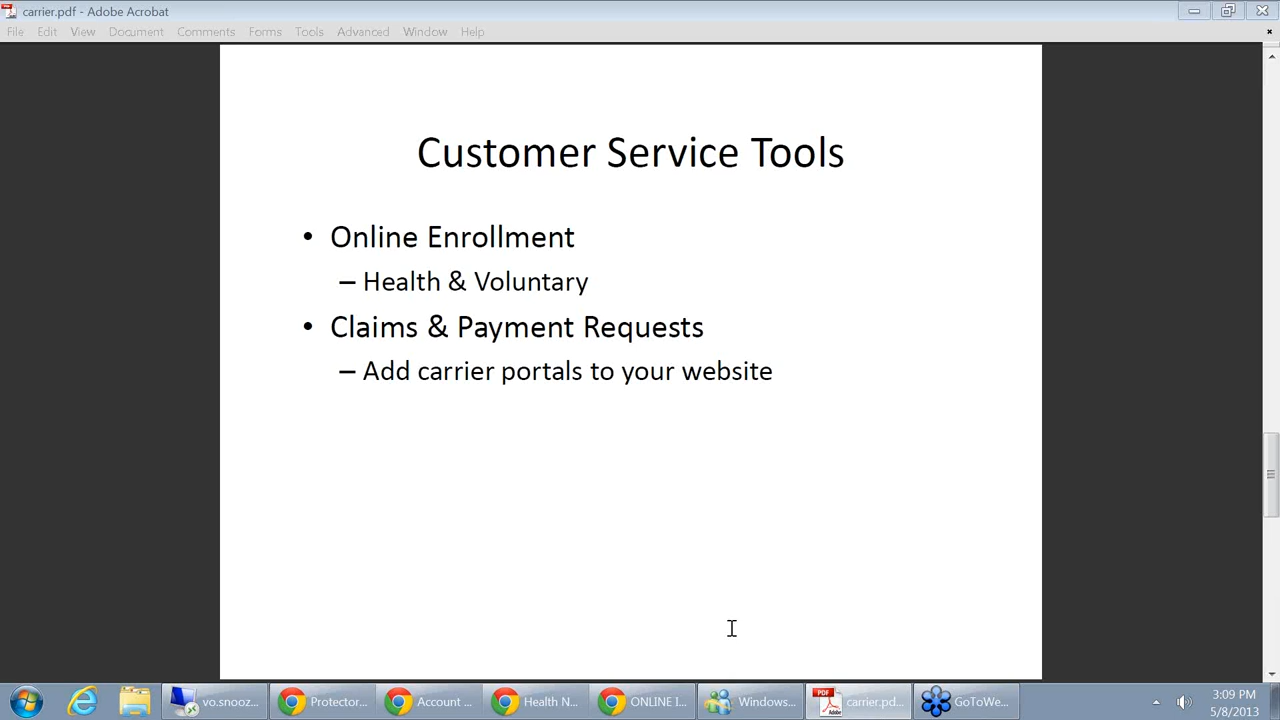 carrier.pdf - Adobe Acrobat
File Edit View Document Comments Forms Tools Advanced Window Help
Customer Service Tools
• Online Enrollment
– Health & Voluntary
• Claims & Payment Requests
– Add carrier portals to your website
vo.snooz... Protector... Account ... Health N... ONLINE I... Windows... carrier.pd... GoToWe... 3:09 PM
5/8/2013